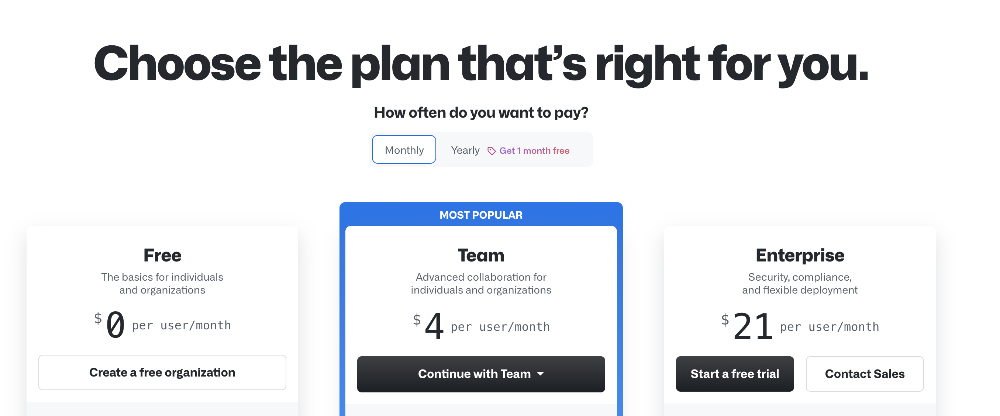 Choose the plan that’s right for you.
How often do you want to pay?
Monthly
Yearly Get 1 month free
MOST POPULAR
Free
The basics for individuals
and organizations
$0 per user/month
Create a free organization
Team
Advanced collaboration for
individuals and organizations
$4 per user/month
Continue with Team
Enterprise
Security, compliance,
and flexible deployment
$21 per user/month
Start a free trial
Contact Sales